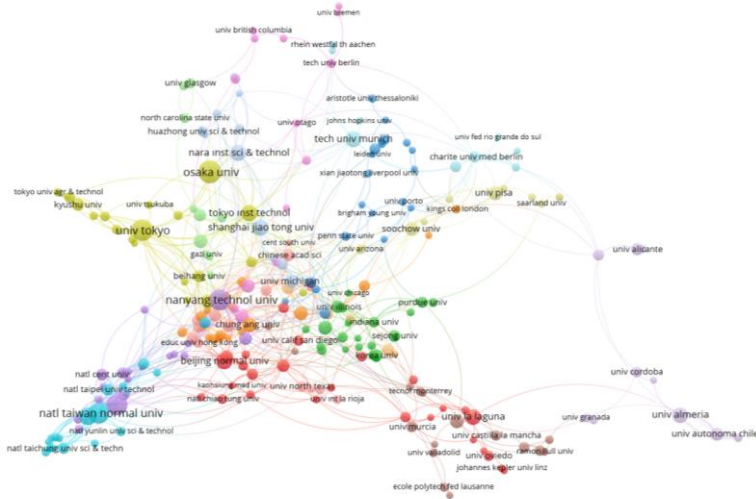 univ bremen
univ british columbia
rhein westfal th aachen
tech univ berlin
univ glasgow
aristotle univ thessaloniki
north carolina state univ
univ otago
johns hopkins univ
huazhong univ sci & technol
tech univ munich
univ fed rio grande do sul
nara inst sci & technol
leiden univ
charite univ med berlin
osaka univ
xian jiaotong liverpool univ
tokyo univ agr & technol
univ pisa
kyushu univ
univ tsukuba
univ porto
saarland univ
tokyo inst technol
brigham young univ
kings coll london
univ tokyo
shanghai jiao tong univ
soochow univ
penn state univ
cent south univ
univ arizona
univ alicante
gazi univ
chinese acad sci
beihang univ
univ michigan
nanyang technol univ
univ chicago
purdue univ
univ illinois
chung ang univ
indiana univ
educ univ hong kong
univ calif san diego
sejong univ
beijing normal univ
korea univ
natl cent univ
univ cordoba
natl taipei univ technol
kaohsiung med univ
univ north texas
tecnol monterrey
natl chiao tung univ
univ int la rioja
natl taiwan normal univ
univ la laguna
univ granada
univ almeria
natl yunlin univ sci & technol
univ murcia
univ castilla la mancha
univ autonoma chile
natl taichung univ sci & techn
univ valladolid
univ oviedo
ramon llull univ
johannes kepler univ linz
ecole polytech fed lausanne